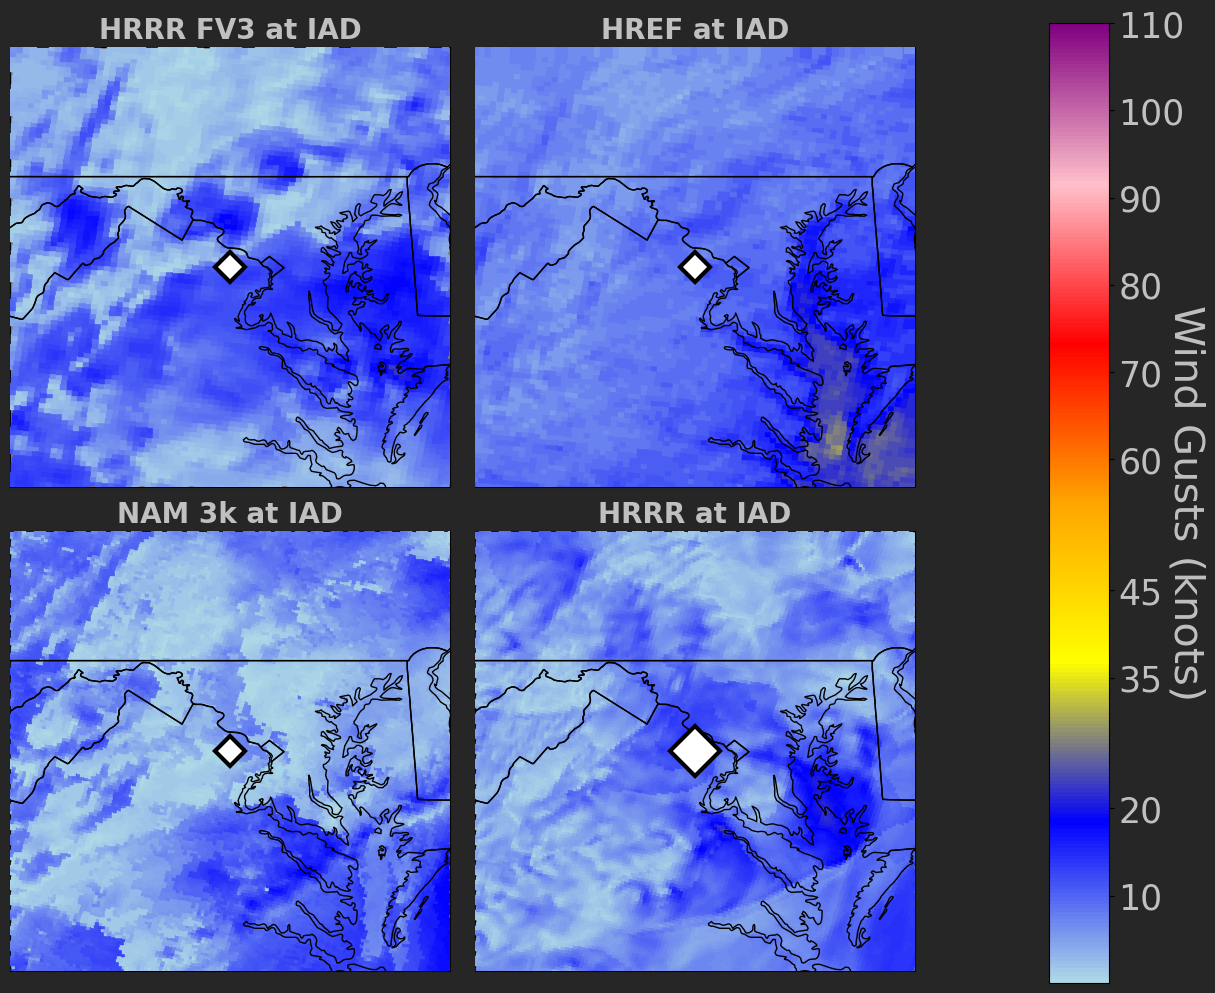 HRRR FV3 at IAD
HREF at IAD
NAM 3k at IAD
HRRR at IAD
110
100
90
80
70
60
45
35
20
10
Wind Gusts (knots)